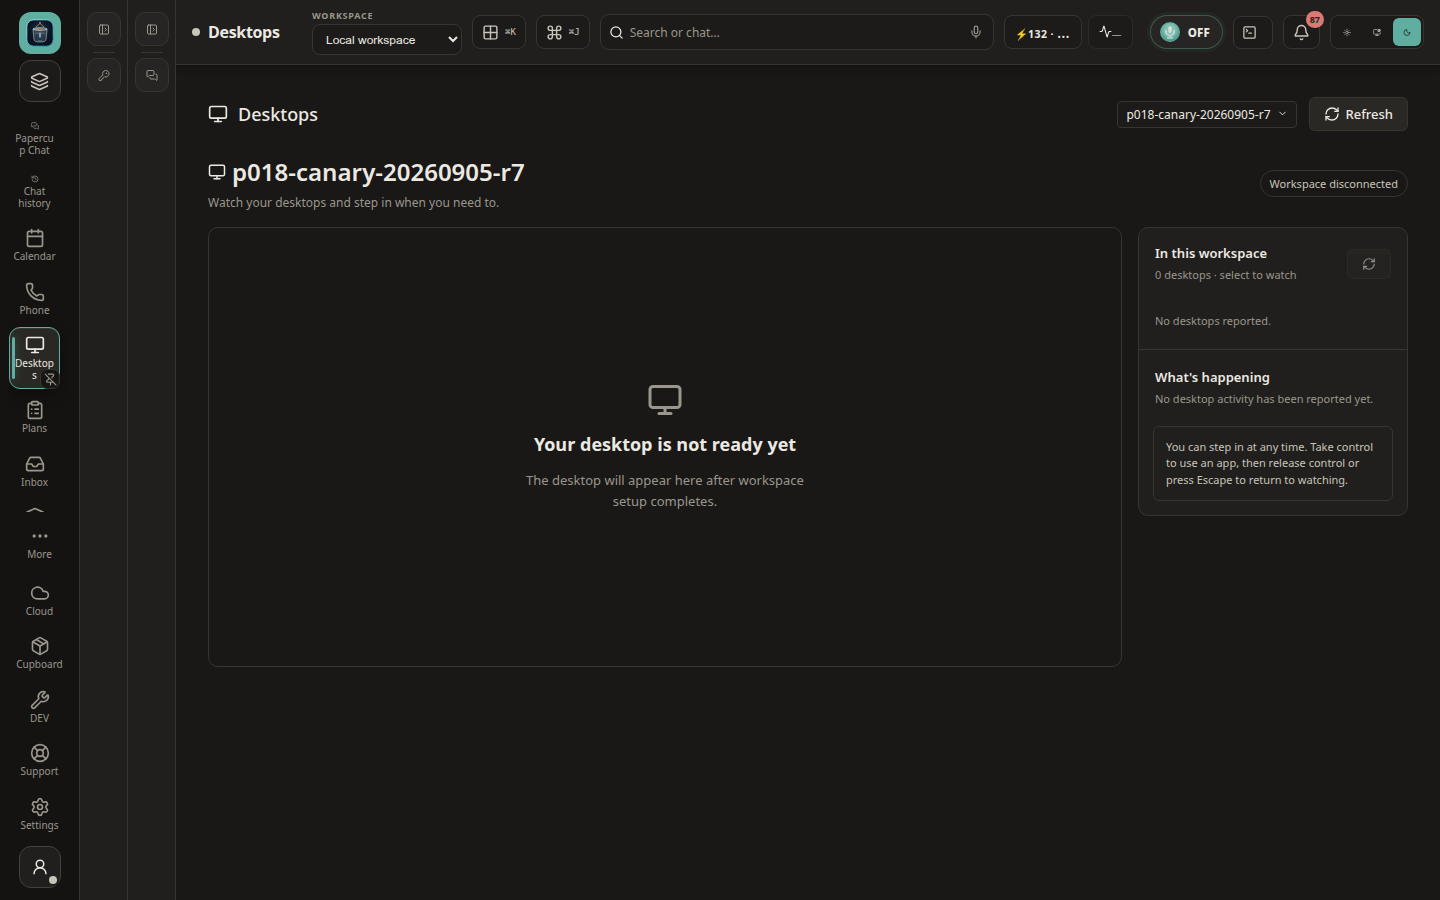 Desktops
WORKSPACE
Local workspace
⌘K
⌘J
Search or chat...
⚡132 · ...
OFF
87
Papercu
p Chat
Chat
history
Calendar
Phone
Desktop
s
Plans
Inbox
More
Cloud
Cupboard
DEV
Support
Settings
Desktops
p018-canary-20260905-r7
Refresh
p018-canary-20260905-r7
Watch your desktops and step in when you need to.
Workspace disconnected
Your desktop is not ready yet
The desktop will appear here after workspace
setup completes.
In this workspace
0 desktops · select to watch
No desktops reported.
What's happening
No desktop activity has been reported yet.
You can step in at any time. Take control
to use an app, then release control or
press Escape to return to watching.